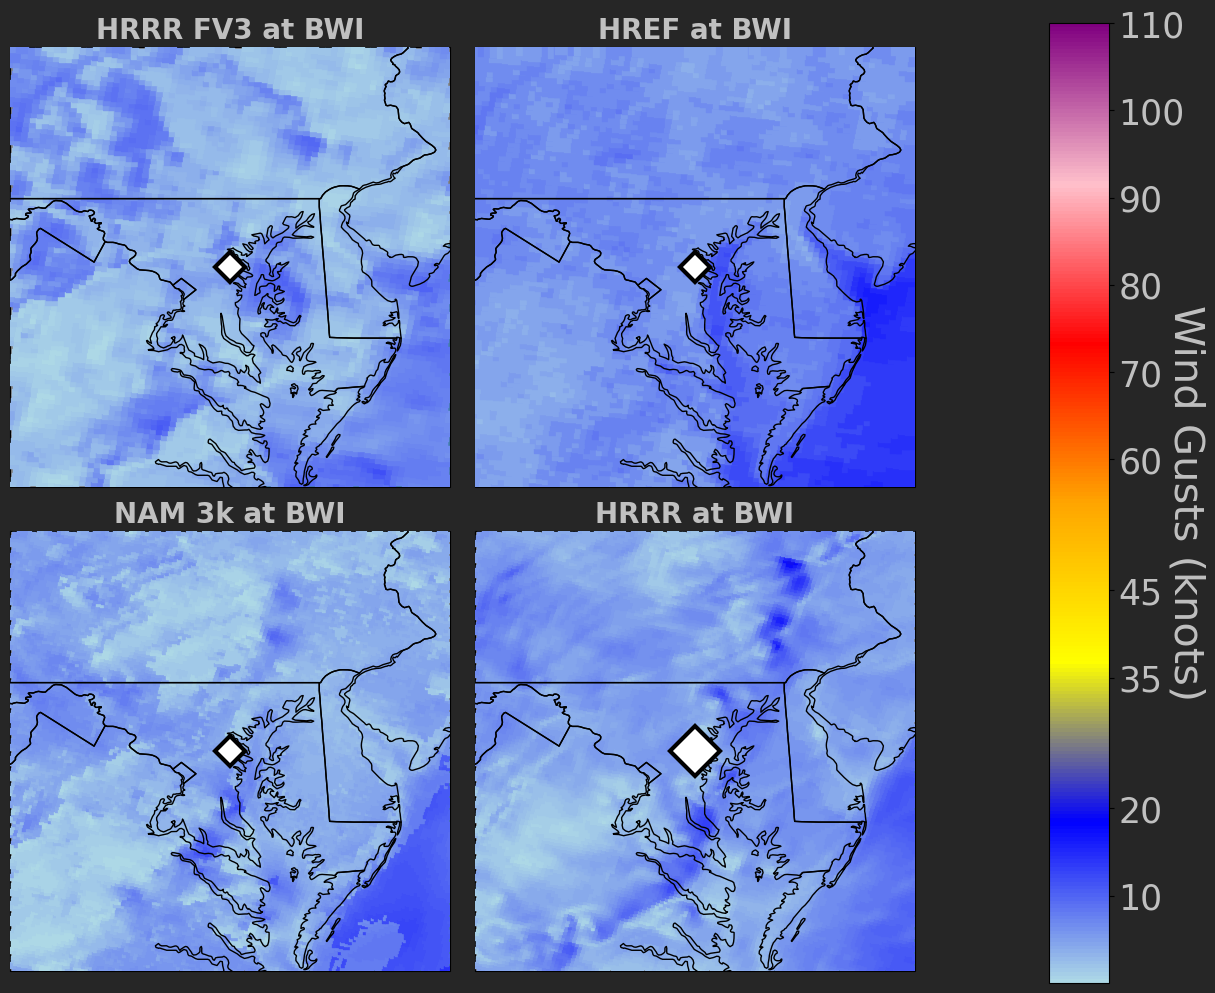 HRRR FV3 at BWI
HREF at BWI
NAM 3k at BWI
HRRR at BWI
110
100
90
80
70
60
45
35
20
10
Wind Gusts (knots)